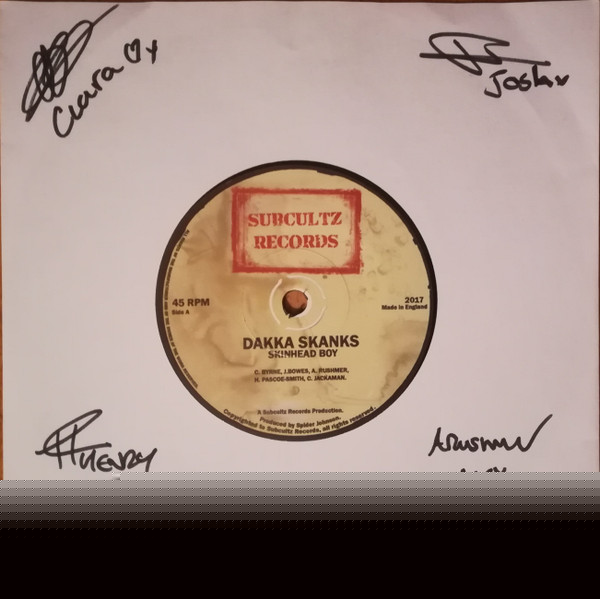 Clara
Josh
SUBCULTZ
RECORDS
45 RPM
Side A
2017
Made in England
DAKKA SKANKS
SKINHEAD BOY
C. BYRNE, J.BOWES, A. RUSHMER,
H. PASCOE-SMITH, C. JACKAMAN.
A Subcultz Records Production.
Produced by Spider Johnson.
Copyrighted to Subcultz Records, all rights reserved.
HENRY